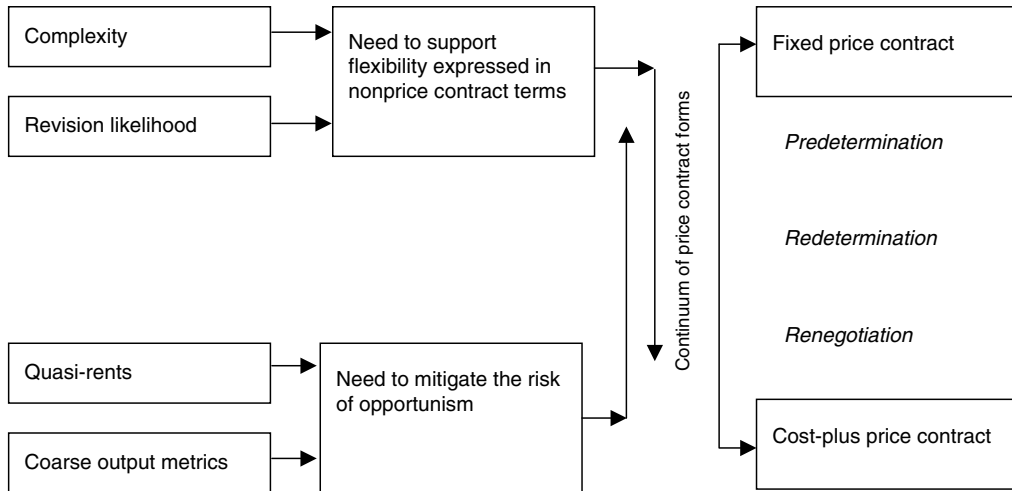 Complexity
Revision likelihood
Need to support
flexibility expressed in
nonprice contract terms
Quasi-rents
Coarse output metrics
Need to mitigate the risk
of opportunism
Continuum of price contract forms
Fixed price contract
Predetermination
Redetermination
Renegotiation
Cost-plus price contract